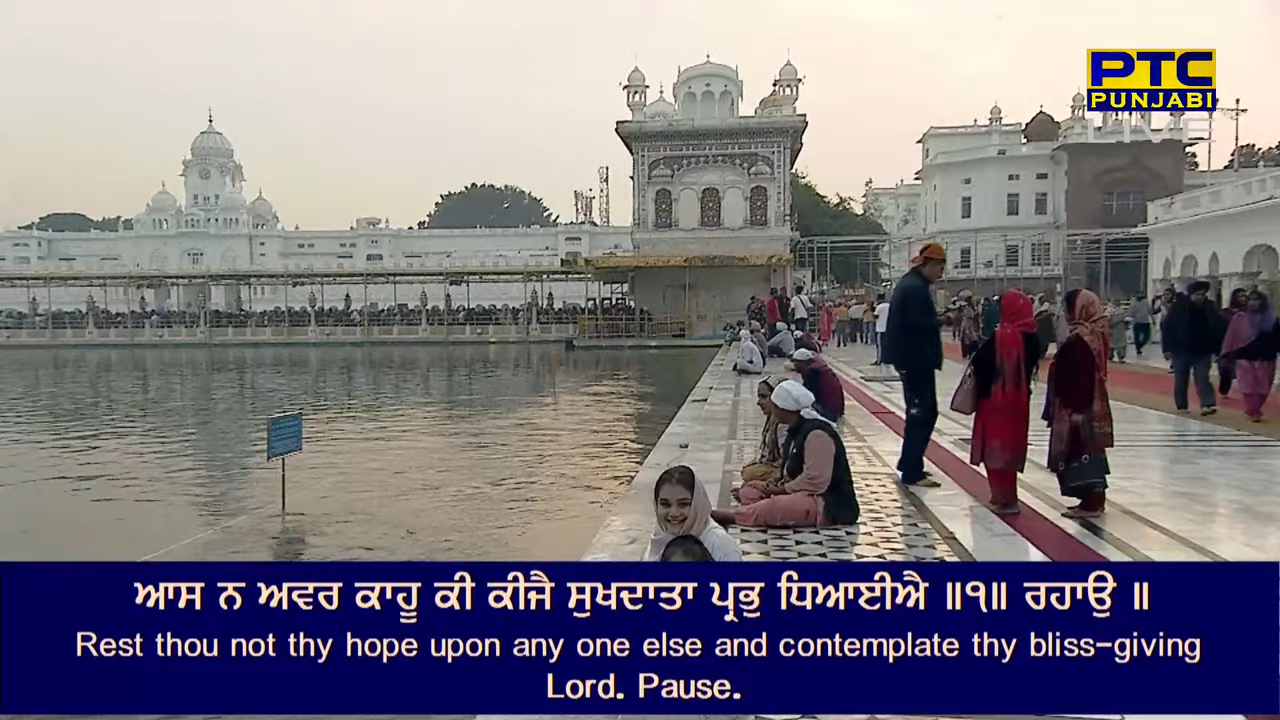 PTC
PUNJABI
LIVE
ਆਸ ਨ ਅਵਰ ਕਾਹੂ ਕੀ ਕੀਜੈ ਸੁਖਦਾਤਾ ਪ੍ਰਭੁ ਧਿਆਈਐ ॥੧॥ ਰਹਾਉ ॥
Rest thou not thy hope upon any one else and contemplate thy bliss-giving
Lord. Pause.